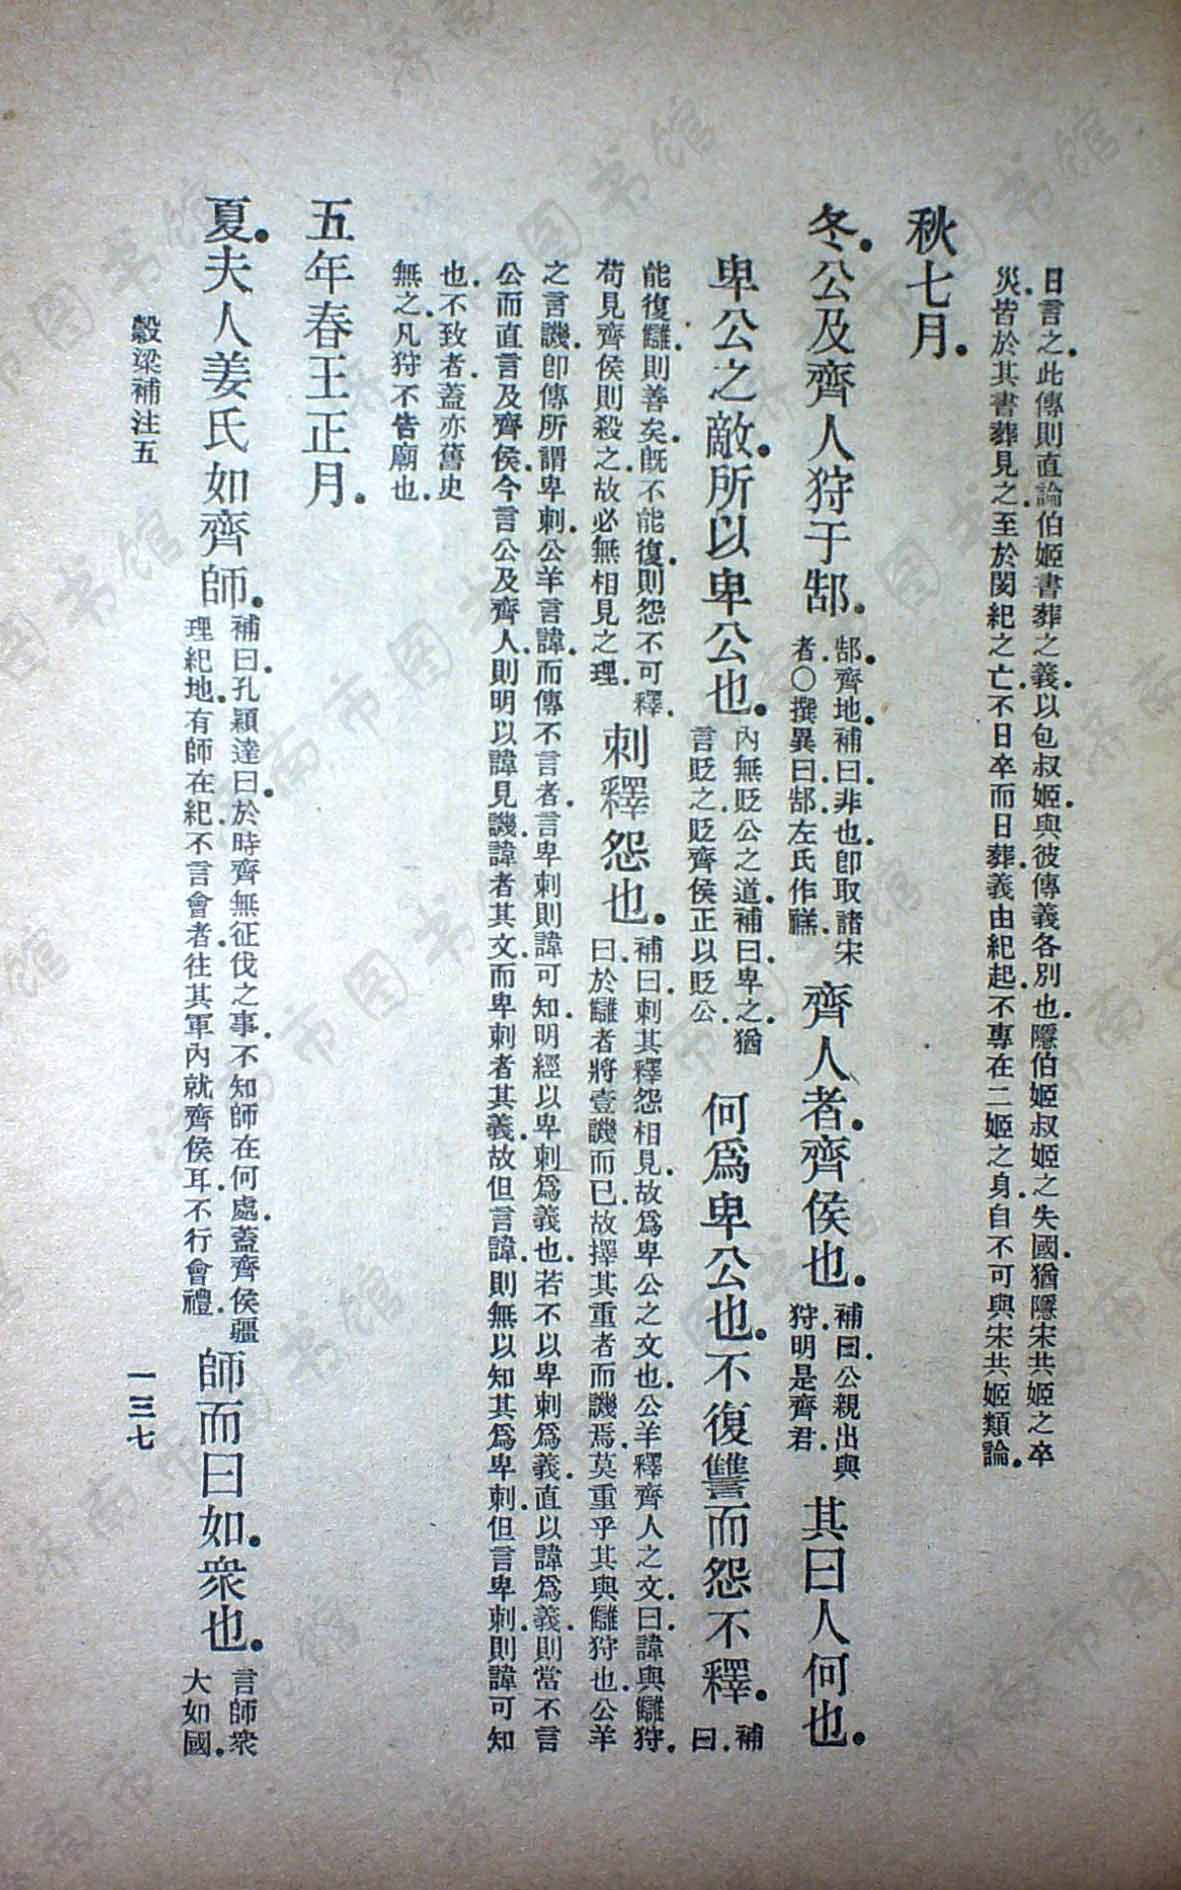 日言之.此傳則直論伯姬書葬之義.以包叔姬.與彼傳義各別也.隱伯姬叔姬之失國.猶隱宋共姬之卒
災.皆於其書葬見之.至於閔紀之亡.不日卒而日葬.義由紀起.不專在二姬之身.自不可與宋共姬類論.
秋七月.
冬.公及齊人狩于郜.
郜.齊地.補曰.非也.卽取諸宋
者.○撰異曰.郜.左氏作禚.
齊人者.齊侯也.
補曰.公親出與
狩.明是齊君.
其曰人何也.
卑公之敵.所以卑公也.
內無貶公之道.補曰.卑之.猶
言貶之.貶齊侯正以貶公.
何爲卑公也.不復讐而怨不釋.
補
曰.
能復讎.則善矣.旣不能復.則怨不可釋.
苟見齊侯則殺之.故必無相見之理.
刺釋怨也.
補曰.刺其釋怨相見.故爲卑公之文也.公羊釋齊人之文.曰.諱與讎狩.
曰.於讎者將壹譏而已.故擇其重者而譏焉.莫重乎其與讎狩也.公羊
之言譏.卽傳所謂卑刺.公羊言諱.而傳不言者.言卑刺則諱可知.明經以卑刺爲義也.若不以卑刺爲義.直以諱爲義.則當不言
公而直言及齊侯.今言公及齊人.則明以諱見譏.諱者其文.而卑刺者其義.故但言諱.則無以知其爲卑刺.但言卑刺.則諱可知
也.不致者.蓋亦舊史
無之.凡狩不告廟也.
五年春王正月.
夏.夫人姜氏如齊師.
補曰.孔穎達曰.於時齊無征伐之事.不知師在何處.蓋齊侯疆
理紀地.有師在紀.不言會者.往其軍內就齊侯耳.不行會禮.
師而曰如.衆也.
言師衆
大如國.
穀梁補注五
一三七